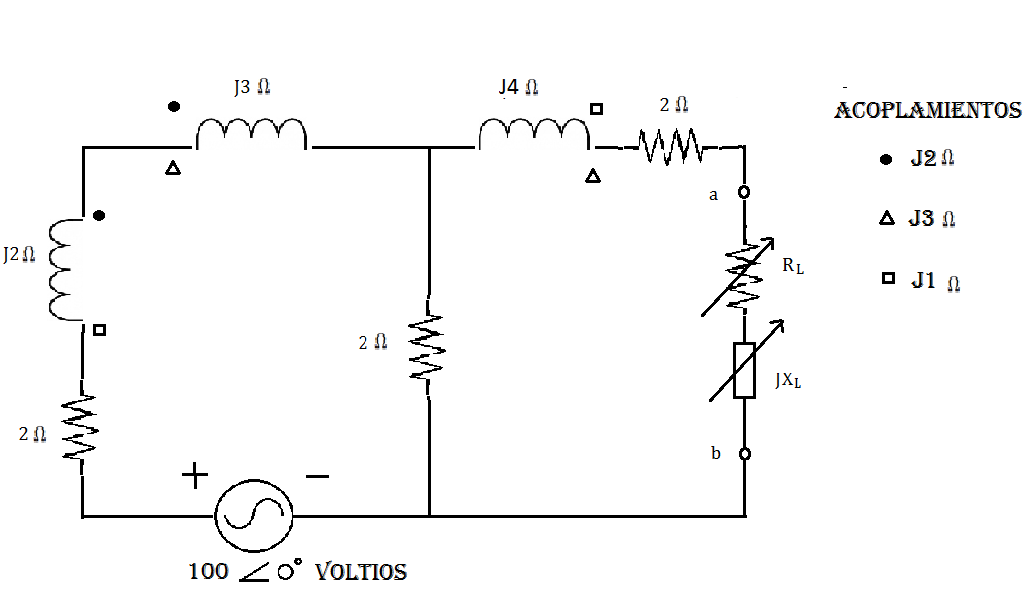 J3 Ω
J4 Ω
2 Ω
ACOPLAMIENTOS
● J2 Ω
△ J3 Ω
□ J1 Ω
a
J2 Ω
RL
2 Ω
JXL
2 Ω
b
+ −
100 ∠0° VOLTIOS